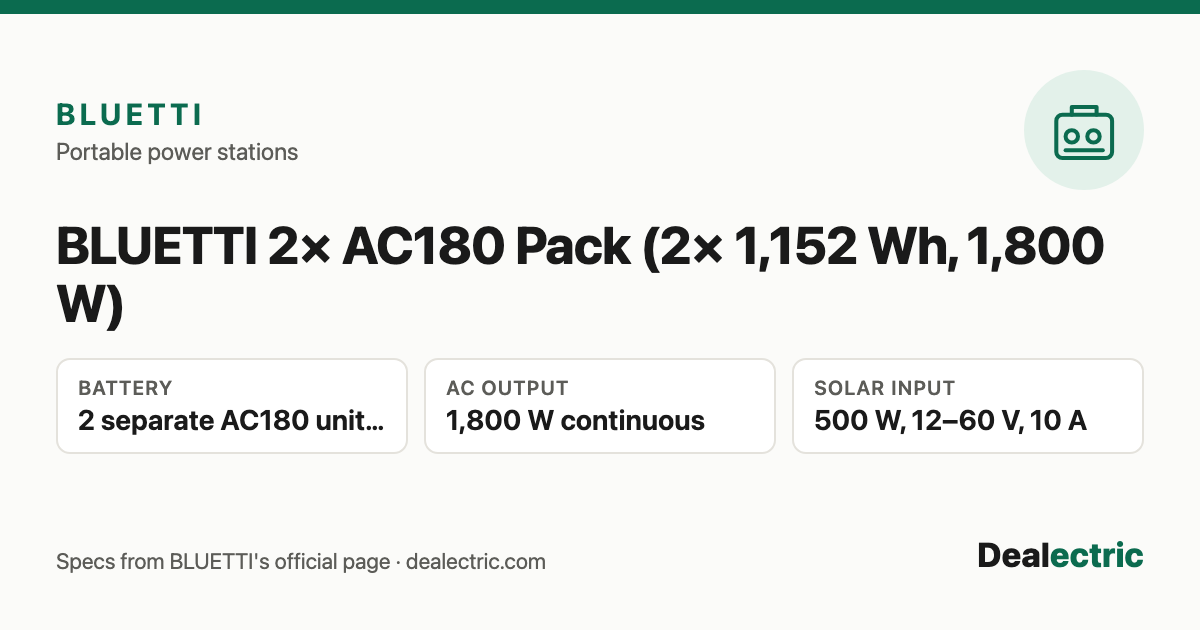 BLUETTI
Portable power stations
BLUETTI 2× AC180 Pack (2× 1,152 Wh, 1,800
W)
BATTERY
2 separate AC180 unit…
AC OUTPUT
1,800 W continuous
SOLAR INPUT
500 W, 12–60 V, 10 A
Specs from BLUETTI's official page · dealectric.com
Dealectric